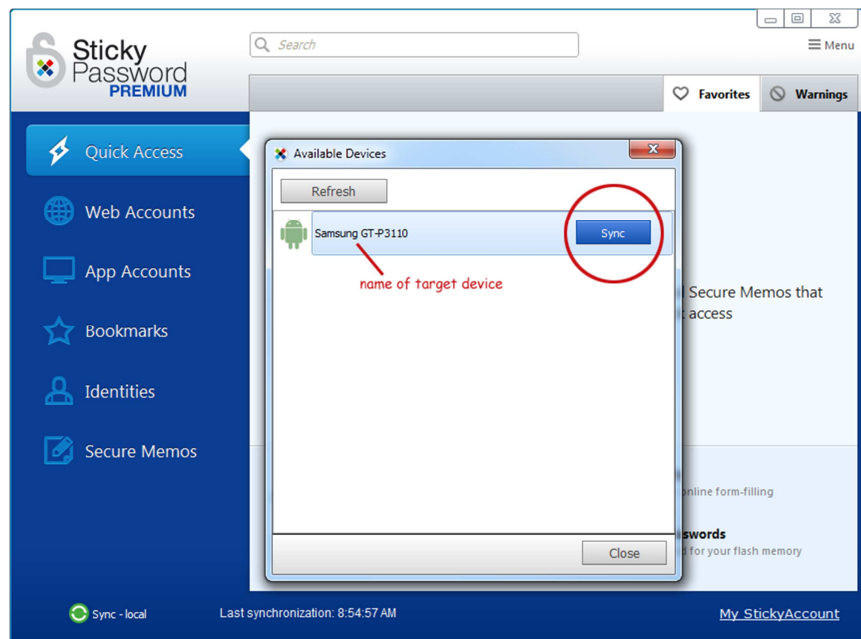 Sticky
Password
PREMIUM
Search
Menu
Favorites
Warnings
Quick Access
Web Accounts
App Accounts
Bookmarks
Identities
Secure Memos
Available Devices
Refresh
Samsung GT-P3110
Sync
name of target device
Secure Memos that
access
online form-filling
swords
for your flash memory
Close
Sync - local
Last synchronization: 8:54:57 AM
My StickyAccount